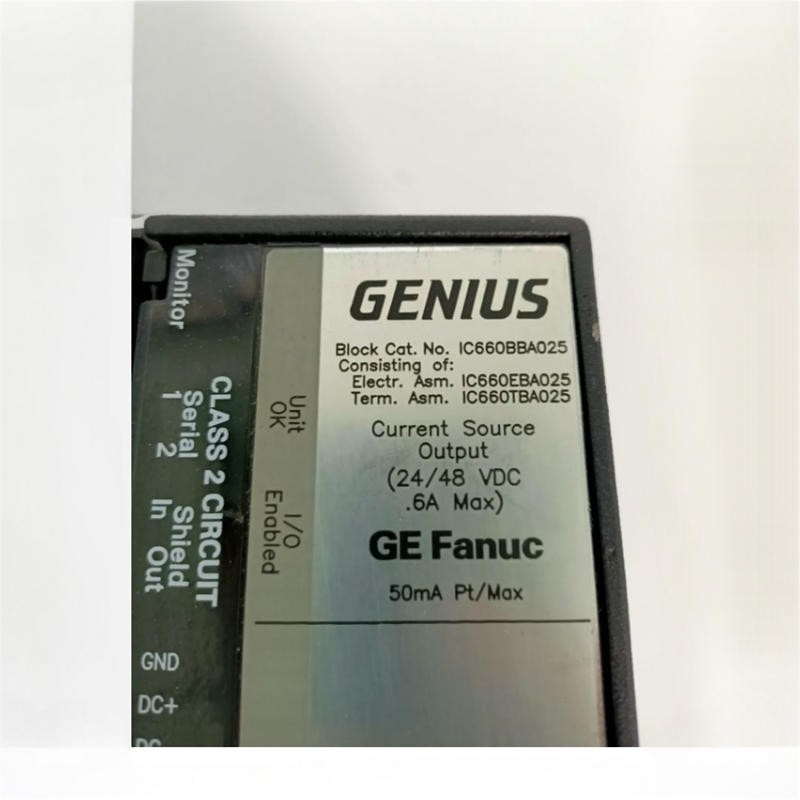 Monitor
CLASS 2 CIRCUIT
Serial
1 2
Shield
In Out
GND
DC+
Unit
OK
I/O
Enabled
GENIUS
Block Cat. No. IC660BBA025
Consisting of:
Electr. Asm. IC660EBA025
Term. Asm. IC660TBA025
Current Source
Output
(24/48 VDC
.6A Max)
GE Fanuc
50mA Pt/Max